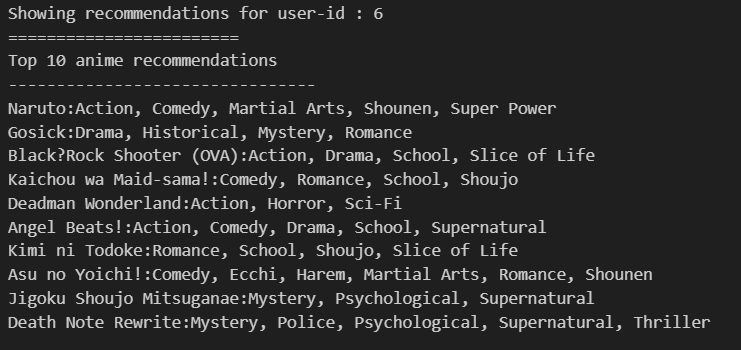 Showing recommendations for user-id : 6
========================
Top 10 anime recommendations
--------------------------------
Naruto:Action, Comedy, Martial Arts, Shounen, Super Power
Gosick:Drama, Historical, Mystery, Romance
Black?Rock Shooter (OVA):Action, Drama, School, Slice of Life
Kaichou wa Maid-sama!:Comedy, Romance, School, Shoujo
Deadman Wonderland:Action, Horror, Sci-Fi
Angel Beats!:Action, Comedy, Drama, School, Supernatural
Kimi ni Todoke:Romance, School, Shoujo, Slice of Life
Asu no Yoichi!:Comedy, Ecchi, Harem, Martial Arts, Romance, Shounen
Jigoku Shoujo Mitsuganae:Mystery, Psychological, Supernatural
Death Note Rewrite:Mystery, Police, Psychological, Supernatural, Thriller